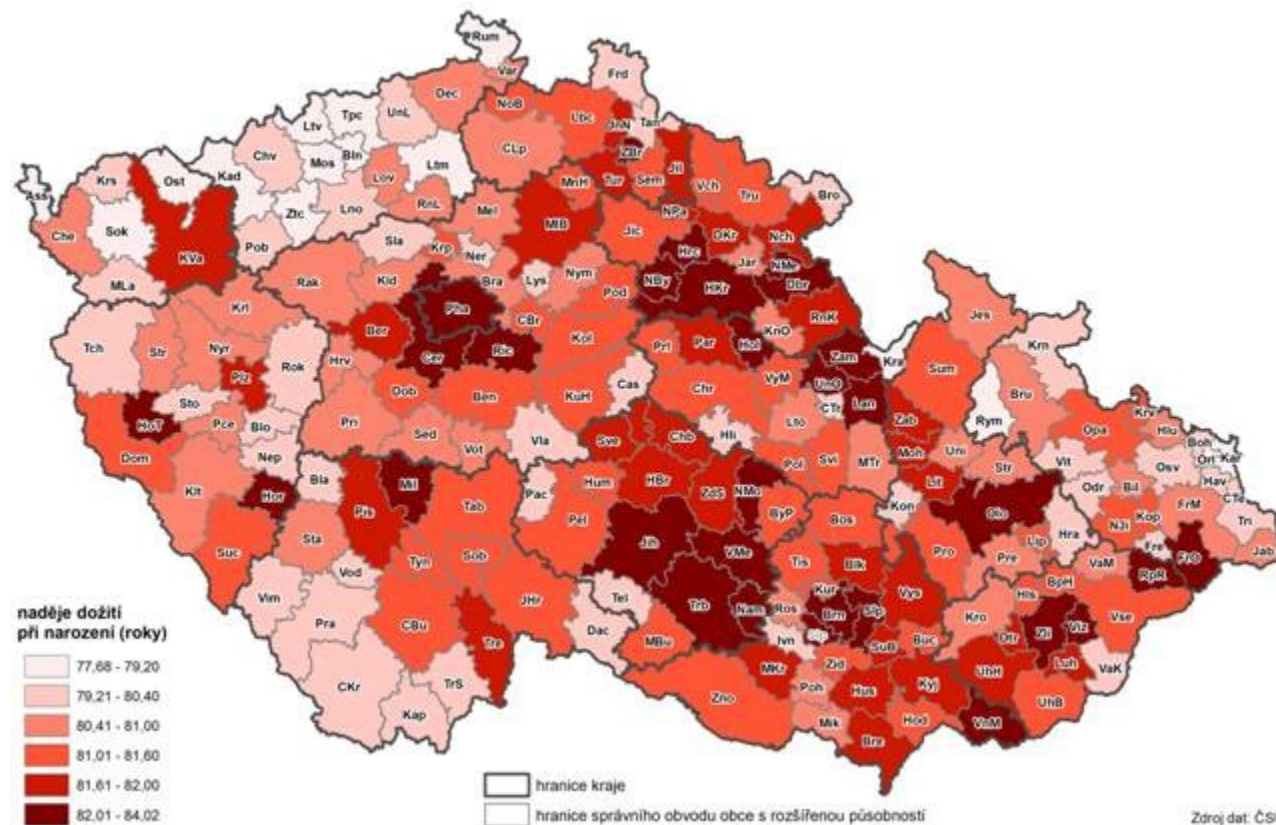 Rum
Var
Frd
Dec
NoB
Lbc
Tan
Tpc
UnL
Ltv
Bln
Mos
Chv
Ltm
CLp
ZBr
Jil
Krs
Ost
Kad
Lov
MnH
Tur
Sem
Vch
Tru
Ass
Che
Sok
KVa
Ztc
Lno
RnL
Mel
MlB
Jic
NPa
DKr
Nch
Bro
MLa
Pob
Sla
Krp
Ner
Hrc
Jar
NMe
Rak
Kld
Bra
Lys
Nym
NBy
HKr
Dbr
Krl
Pha
Pod
Jes
Tch
Str
Nyr
Rok
Ber
CBr
Kol
KnO
RnK
Plz
Hrv
Cer
Ric
Prl
Par
Hol
Zam
Kra
Sum
Krn
Sto
Dob
Ben
KuH
Cas
Chr
VyM
UnO
Lan
Rym
Bru
HoT
Pce
Blo
Pri
Sed
Vot
Vla
Sve
Chb
Hli
Lto
CTr
Zab
Opa
Krv
Hlu
Dom
Nep
Pol
Svi
MTr
Moh
Uni
Str
Vit
Boh
Kar
Osv
Ori
Hav
Klt
Hor
Bla
Mil
Pac
Hum
HBr
ZdS
NMo
Lit
Olo
Odr
Bil
CTe
Prs
Tab
Pel
ByP
Bos
Kon
NJi
Kop
FrM
Tri
Suc
Sta
Tyn
Sob
Jih
VMe
Tis
Blk
Pro
Pre
Lip
Hra
Fre
FrO
Jab
Vod
Vim
Pra
CBu
JHr
Tel
Trb
Nam
Ros
Kur
Brn
Slp
Vys
VaM
RpR
BpH
Hls
Vse
Tre
Dac
MBu
Ivn
SuB
Buc
Kro
Otr
Zli
Viz
CKr
TrS
Kap
Zno
MKr
Zid
Poh
Hus
Kyj
UhH
Luh
VaK
Mik
Hod
VnM
UhB
Bre
naděje dožití
při narození (roky)
77,68 - 79,20
79,21 - 80,40
80,41 - 81,00
81,01 - 81,60
81,61 - 82,00
82,01 - 84,02
hranice kraje
hranice správního obvodu obce s rozšířenou působností
Zdroj dat: ČSÚ